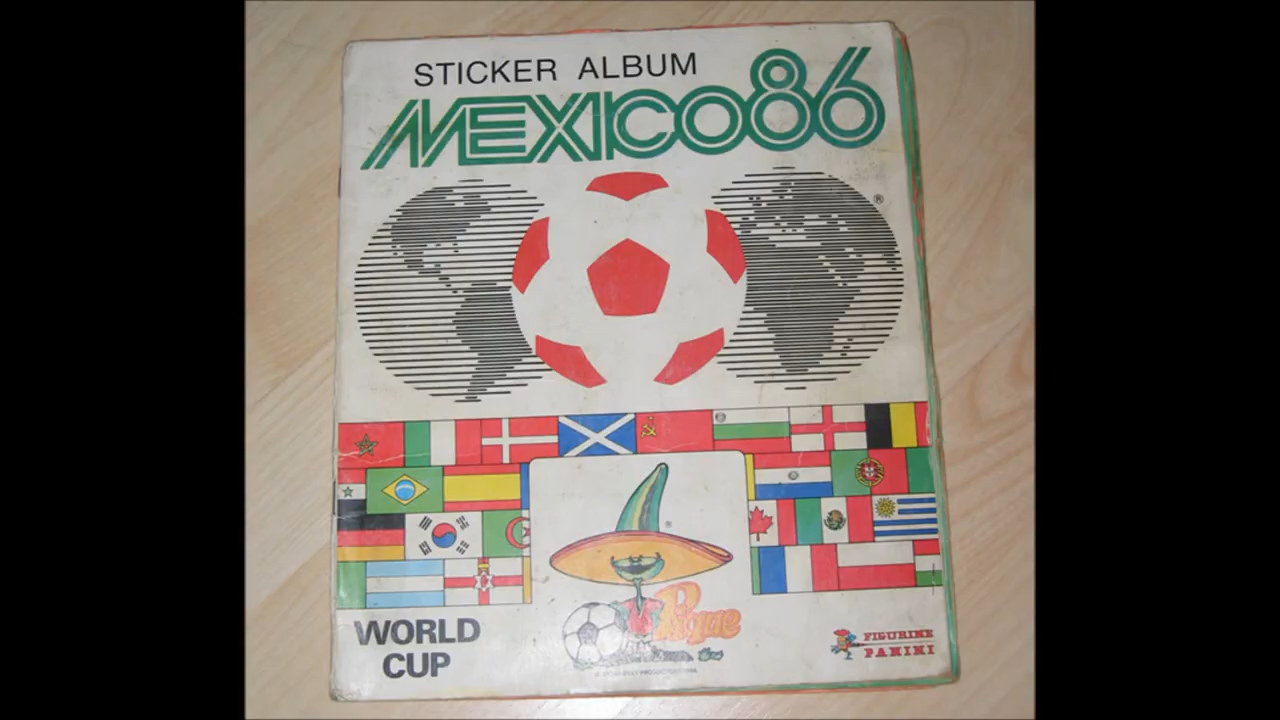 STICKER ALBUM
MEXICO86
®
®
Pique
WORLD
CUP
FIGURINE
PANINI